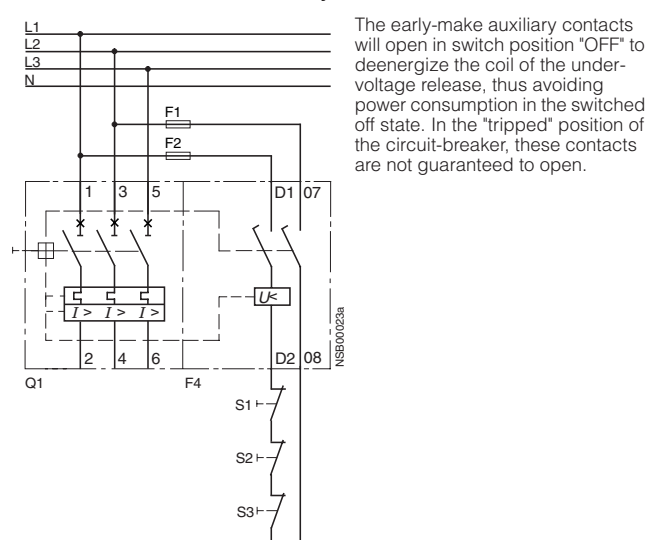 L1
L2
L3
N
The early-make auxiliary contacts
will open in switch position "OFF" to
deenergize the coil of the under-
voltage release, thus avoiding
power consumption in the switched
off state. In the "tripped" position of
the circuit-breaker, these contacts
are not guaranteed to open.
F1
F2
1 3 5 D1 07
U<
I > I > I >
NSB00023a
2 4 6 D2 08
Q1 F4
S1
S2
S3